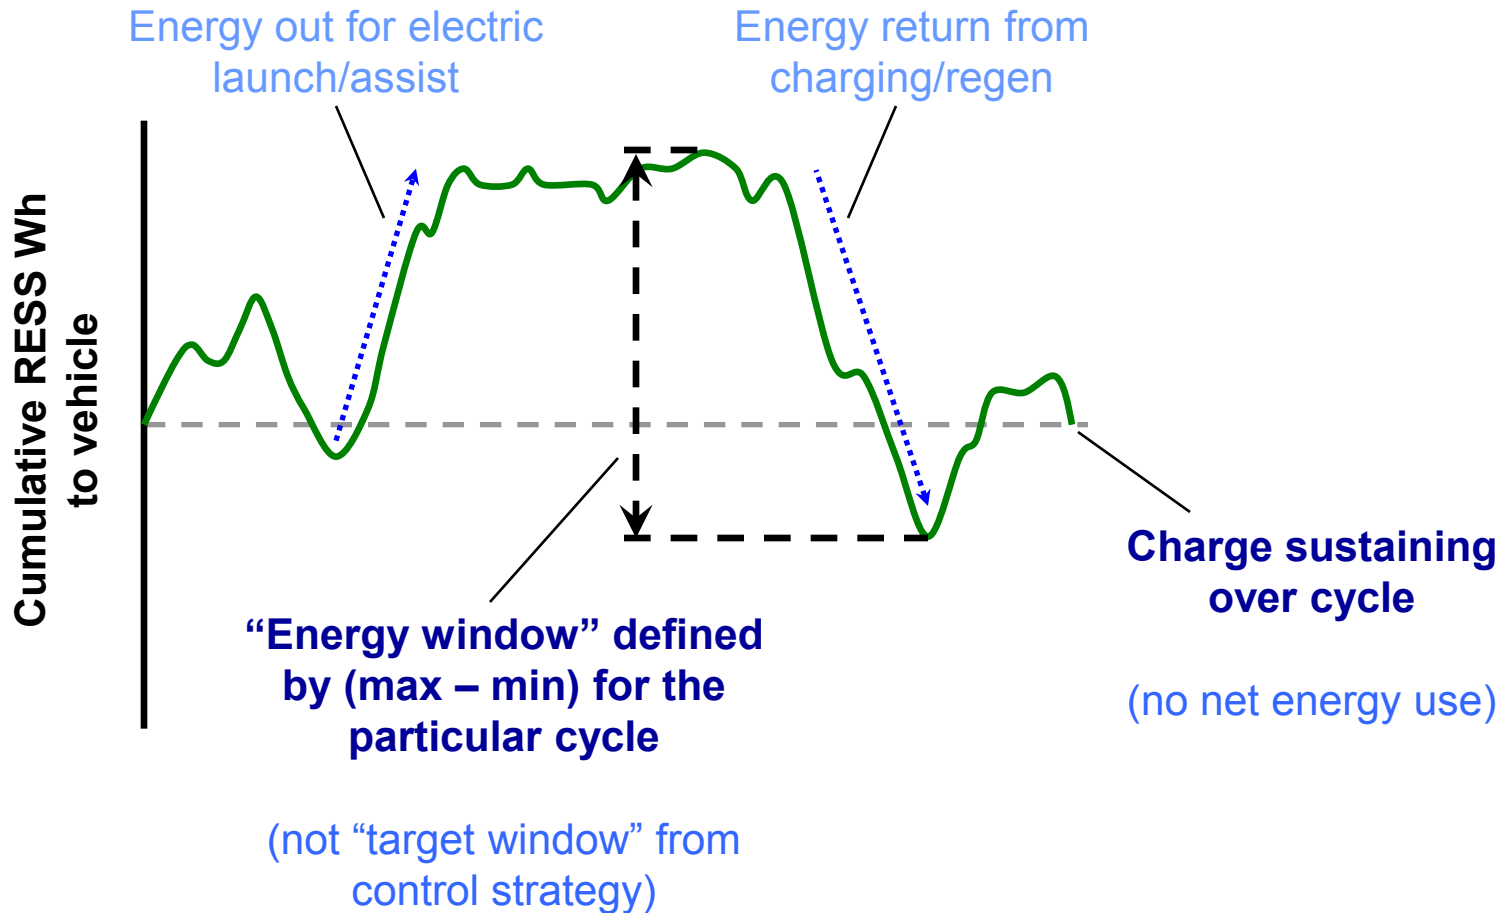 Energy out for electric
launch/assist
Energy return from
charging/regen
Cumulative RESS Wh
to vehicle
“Energy window” defined
by (max – min) for the
particular cycle
(not “target window” from
control strategy)
Charge sustaining
over cycle
(no net energy use)